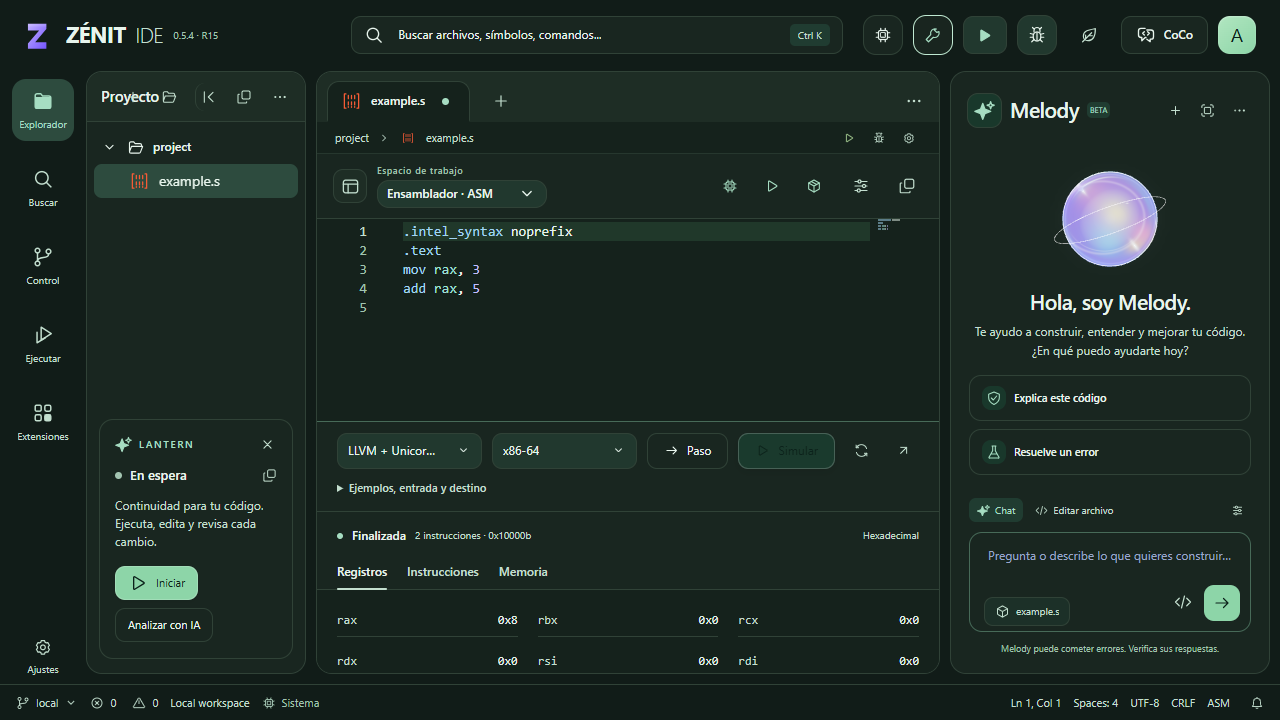 ZÉNIT IDE 0.5.4 · R15
Buscar archivos, símbolos, comandos... Ctrl K
CoCo
A
Explorador
Buscar
Control
Ejecutar
Extensiones
Ajustes
Proyecto
project
example.s
LANTERN
En espera
Continuidad para tu código.
Ejecuta, edita y revisa cada
cambio.
Iniciar
Analizar con IA
example.s
project > example.s
Espacio de trabajo
Ensamblador · ASM
1 .intel_syntax noprefix
2 .text
3 mov rax, 3
4 add rax, 5
5
LLVM + Unicor... x86-64 Paso Simular
Ejemplos, entrada y destino
Finalizada 2 instrucciones · 0x10000b Hexadecimal
Registros Instrucciones Memoria
rax 0x8 rbx 0x0 rcx 0x0
rdx 0x0 rsi 0x0 rdi 0x0
Melody BETA
Hola, soy Melody.
Te ayudo a construir, entender y mejorar tu código.
¿En qué puedo ayudarte hoy?
Explica este código
Resuelve un error
Chat </> Editar archivo
Pregunta o describe lo que quieres construir...
example.s </>
Melody puede cometer errores. Verifica sus respuestas.
local 0 0 Local workspace Sistema
Ln 1, Col 1 Spaces: 4 UTF-8 CRLF ASM